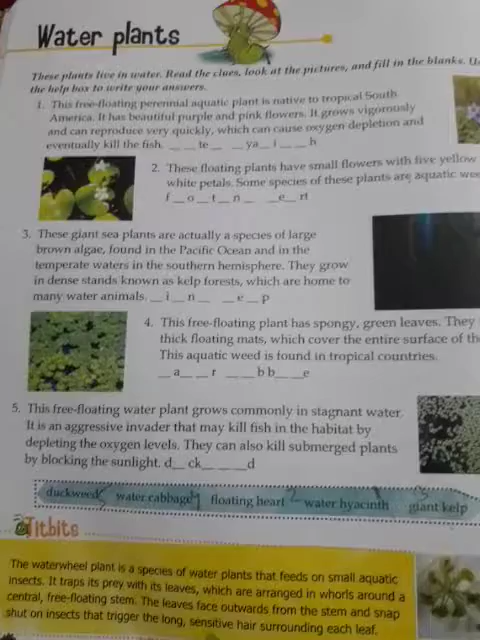 Water plants
These plants live in water. Read the clues, look at the pictures, and fill in the blanks. U
the help box to write your answers.
1. This free-floating perennial aquatic plant is native to tropical South
America. It has beautiful purple and pink flowers. It grows vigorously
and can reproduce very quickly, which can cause oxygen depletion and
eventually kill the fish. _ _ te _ _ ya_ i _ _ h
2. These floating plants have small flowers with five yellow
white petals. Some species of these plants are aquatic wee
f _ o _ t _ n _ _ e _ rt
3. These giant sea plants are actually a species of large
brown algae, found in the Pacific Ocean and in the
temperate waters in the southern hemisphere. They grow
in dense stands known as kelp forests, which are home to
many water animals. _ i _ n _ _ e _ p
4. This free-floating plant has spongy, green leaves. They
thick floating mats, which cover the entire surface of th
This aquatic weed is found in tropical countries.
_ a _ _ r _ _ b b _ _ e
5. This free-floating water plant grows commonly in stagnant water.
It is an aggressive invader that may kill fish in the habitat by
depleting the oxygen levels. They can also kill submerged plants
by blocking the sunlight. d_ ck_ _ _ d
duckweed 5 water cabbage 4 floating heart 2 water hyacinth 1 giant kelp 3
Titbits
The waterwheel plant is a species of water plants that feeds on small aquatic
insects. It traps its prey with its leaves, which are arranged in whorls around a
central, free-floating stem. The leaves face outwards from the stem and snap
shut on insects that trigger the long, sensitive hair surrounding each leaf.